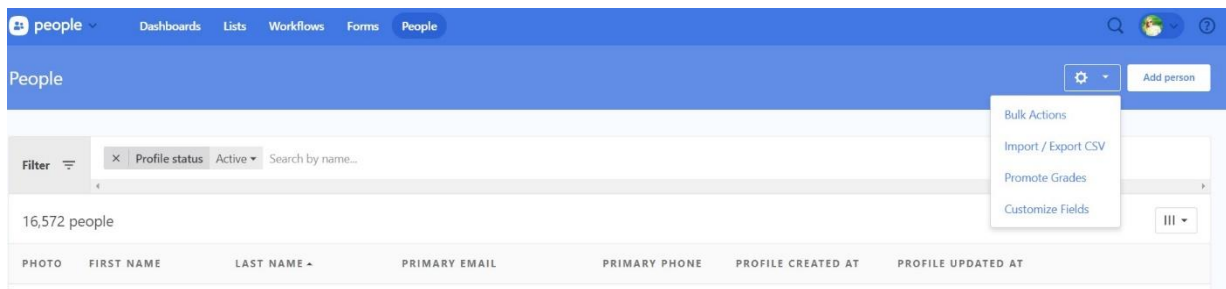 people Dashboards Lists Workflows Forms People
People Add person
Bulk Actions
Import / Export CSV
Promote Grades
Customize Fields
Filter × Profile status Active Search by name...
16,572 people
PHOTO FIRST NAME LAST NAME PRIMARY EMAIL PRIMARY PHONE PROFILE CREATED AT PROFILE UPDATED AT